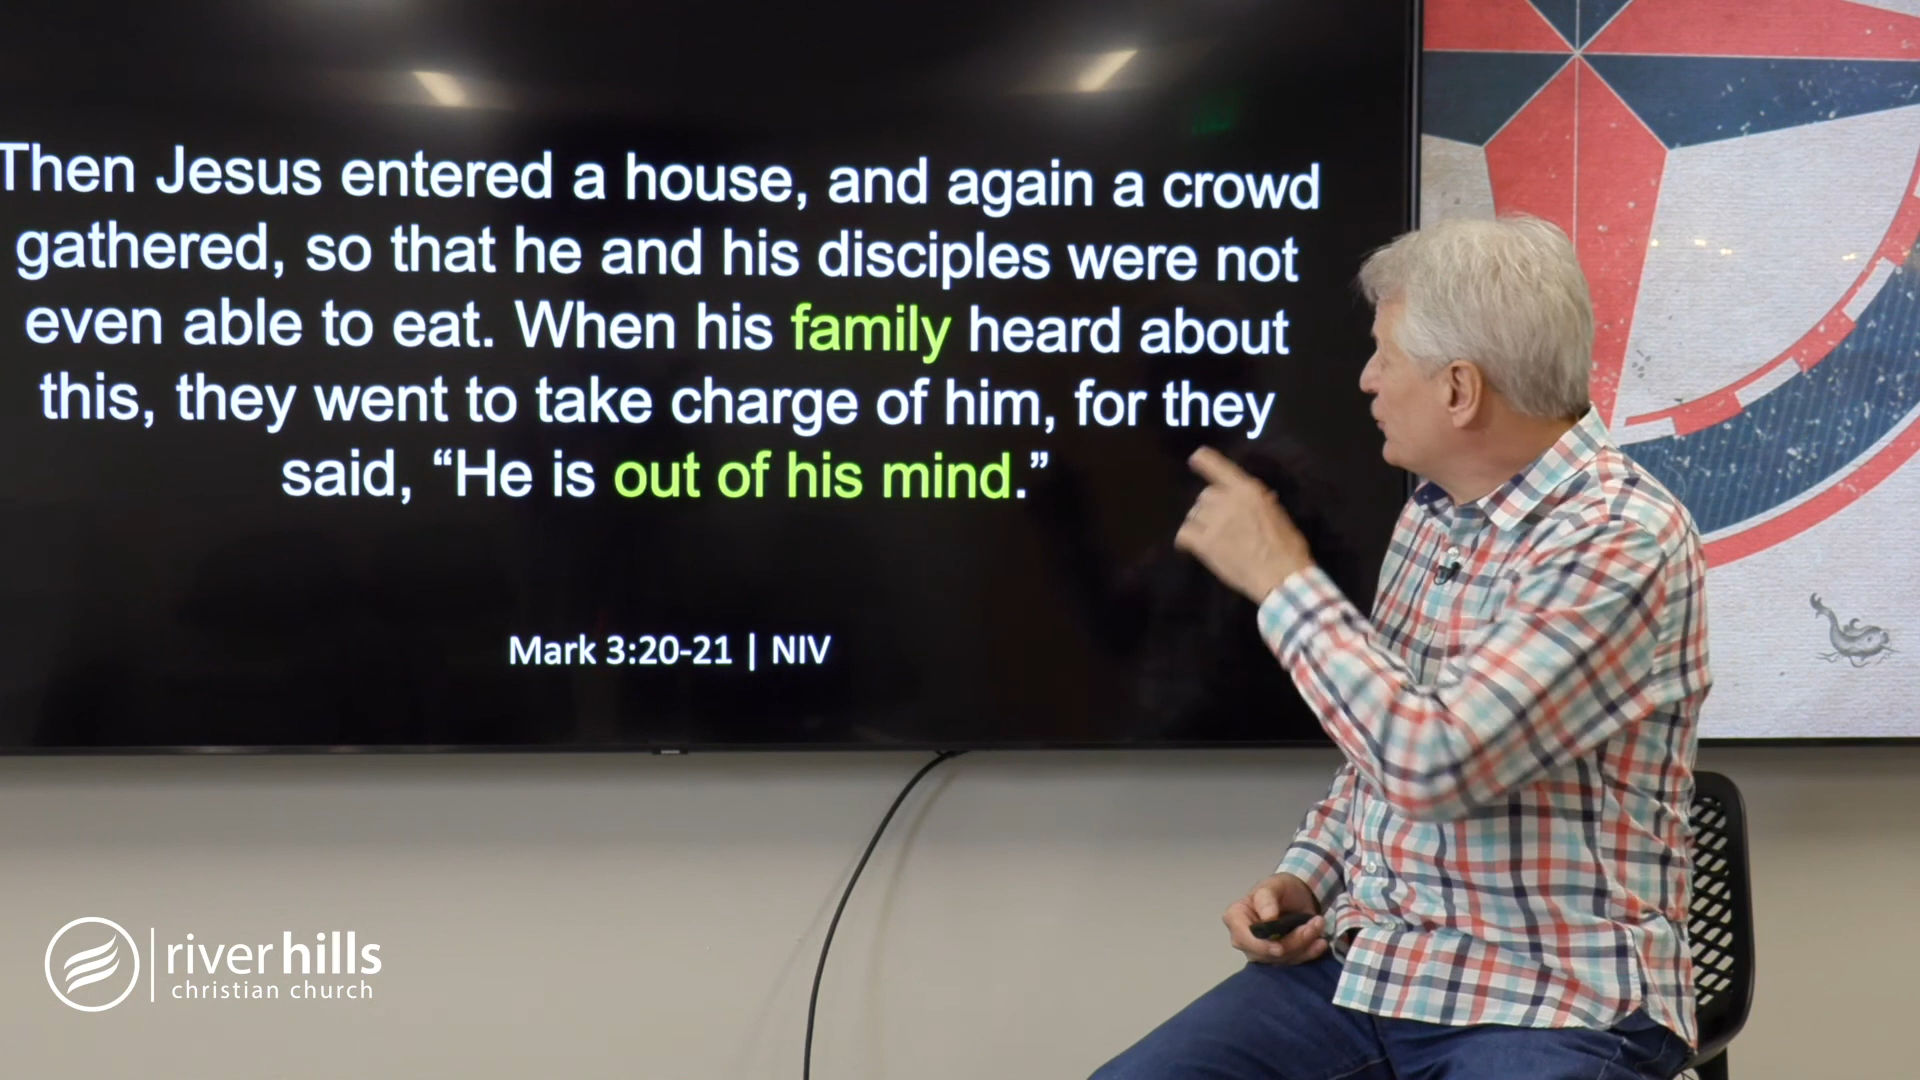 Then Jesus entered a house, and again a crowd
gathered, so that he and his disciples were not
even able to eat. When his family heard about
this, they went to take charge of him, for they
said, “He is out of his mind.”
Mark 3:20-21 | NIV
riverhills
christian church